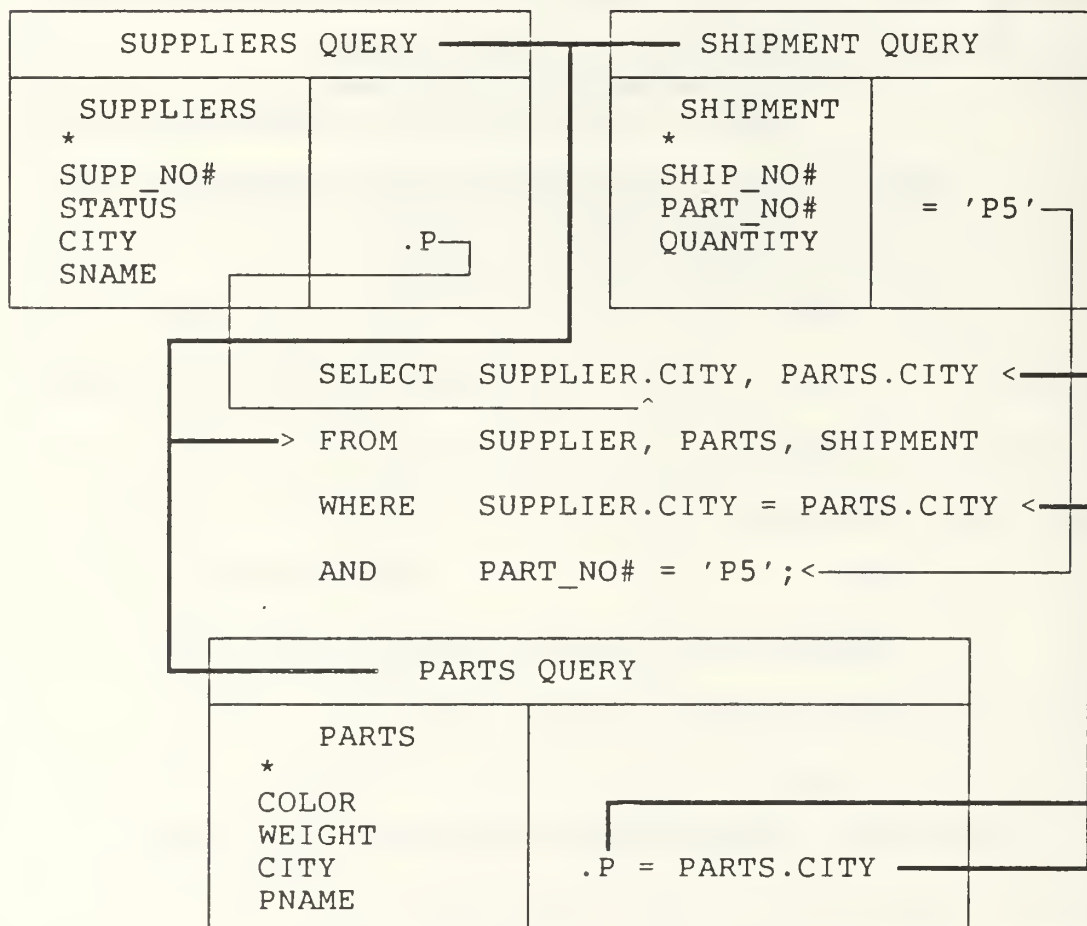 SUPPLIERS QUERY
SUPPLIERS
*
SUPP_NO#
STATUS
CITY .P
SNAME
SHIPMENT QUERY
SHIPMENT
*
SHIP_NO#
PART_NO# = 'P5'
QUANTITY
SELECT SUPPLIER.CITY, PARTS.CITY <
^
> FROM SUPPLIER, PARTS, SHIPMENT
WHERE SUPPLIER.CITY = PARTS.CITY <
AND PART_NO# = 'P5';<
PARTS QUERY
PARTS
*
COLOR
WEIGHT
CITY .P = PARTS.CITY
PNAME